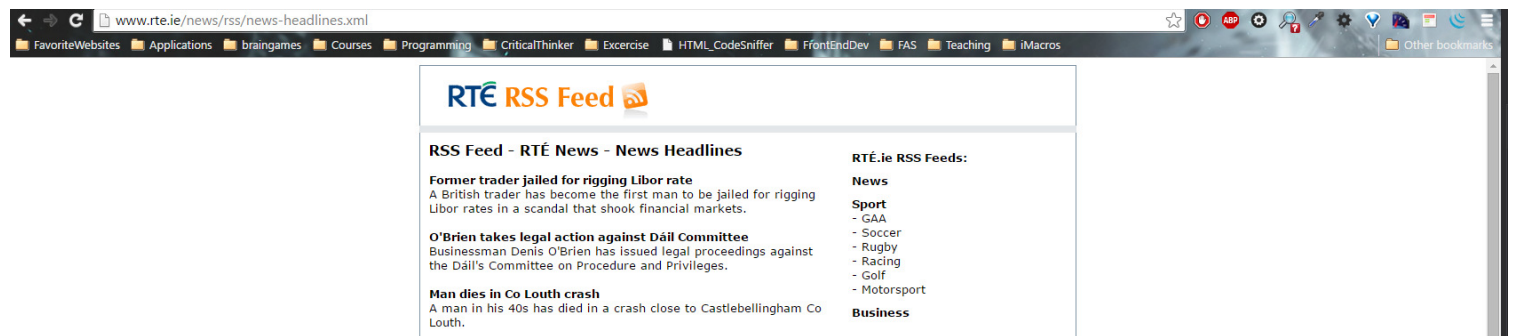 www.rte.ie/news/rss/news-headlines.xml
ABP
?
FavoriteWebsites Applications braingames Courses Programming CriticalThinker Excercise HTML_CodeSniffer FfontEndDev FAS Teaching iMacros Other bookmarks
RTÉ RSS Feed
RSS Feed - RTÉ News - News Headlines
Former trader jailed for rigging Libor rate
A British trader has become the first man to be jailed for rigging
Libor rates in a scandal that shook financial markets.
O'Brien takes legal action against Dáil Committee
Businessman Denis O'Brien has issued legal proceedings against
the Dáil's Committee on Procedure and Privileges.
Man dies in Co Louth crash
A man in his 40s has died in a crash close to Castlebellingham Co
Louth.
RTÉ.ie RSS Feeds:
News
Sport
- GAA
- Soccer
- Rugby
- Racing
- Golf
- Motorsport
Business